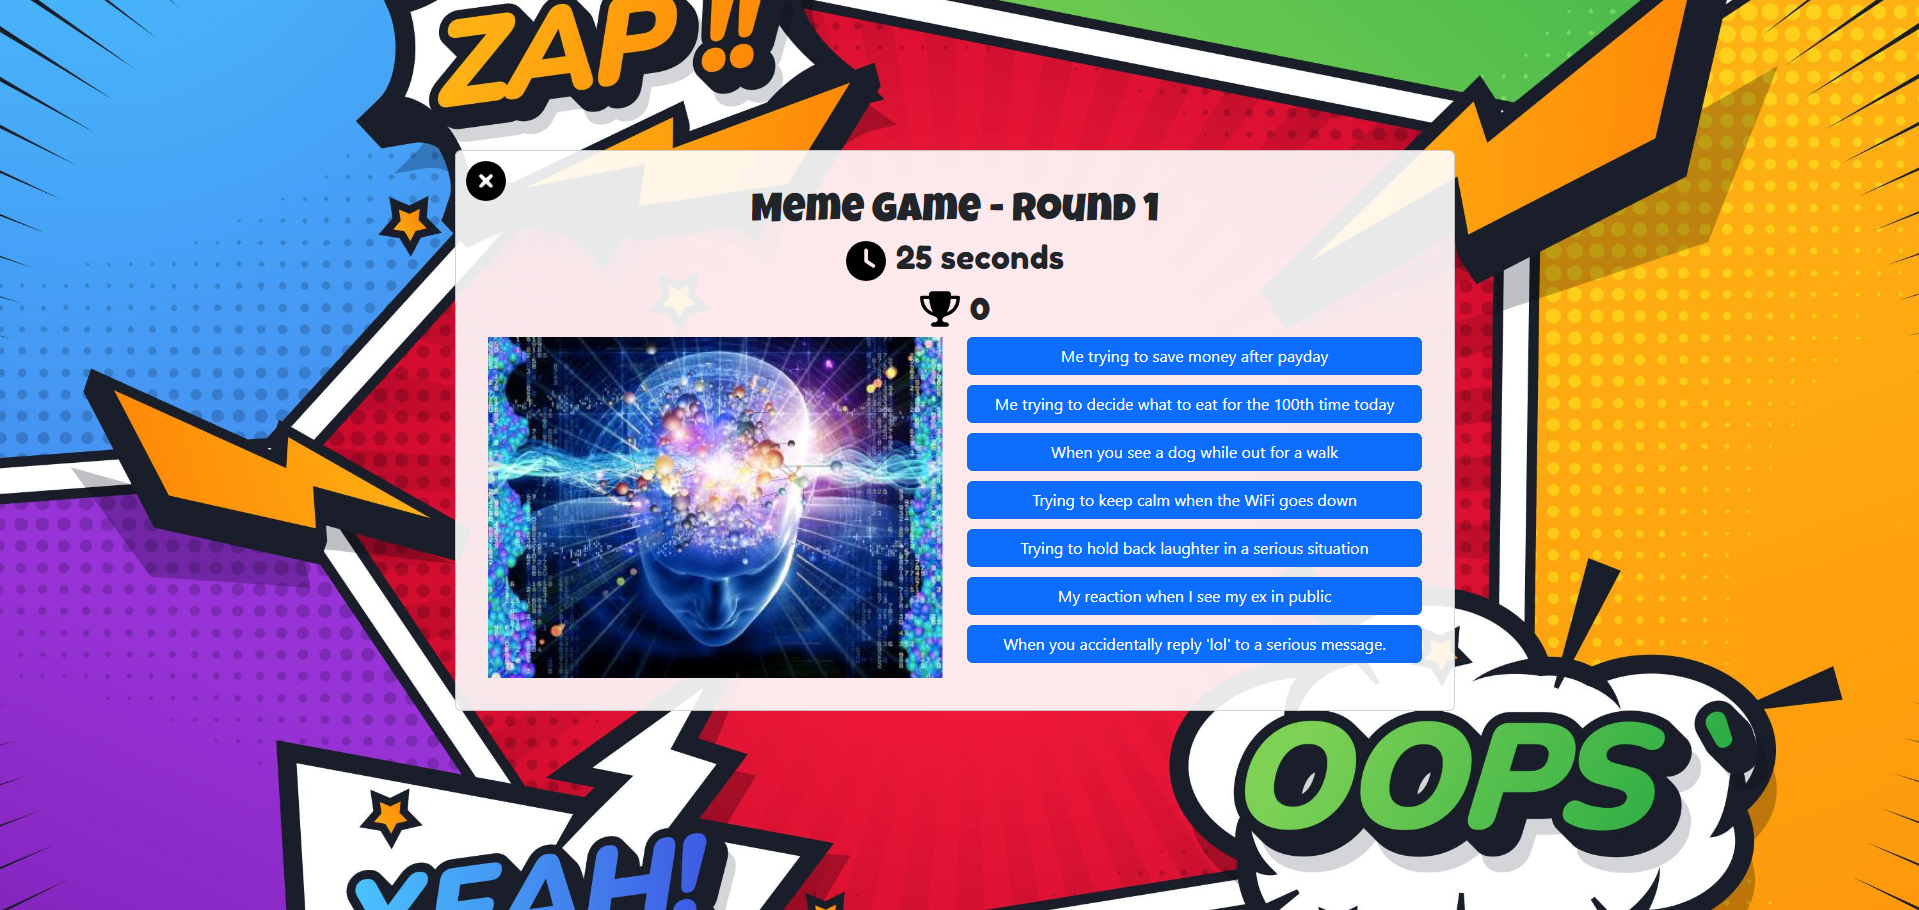 ZAP!!
Meme Game - Round 1
25 seconds
0
Me trying to save money after payday
Me trying to decide what to eat for the 100th time today
When you see a dog while out for a walk
Trying to keep calm when the WiFi goes down
Trying to hold back laughter in a serious situation
My reaction when I see my ex in public
When you accidentally reply 'lol' to a serious message.
OOPS
YEAH!